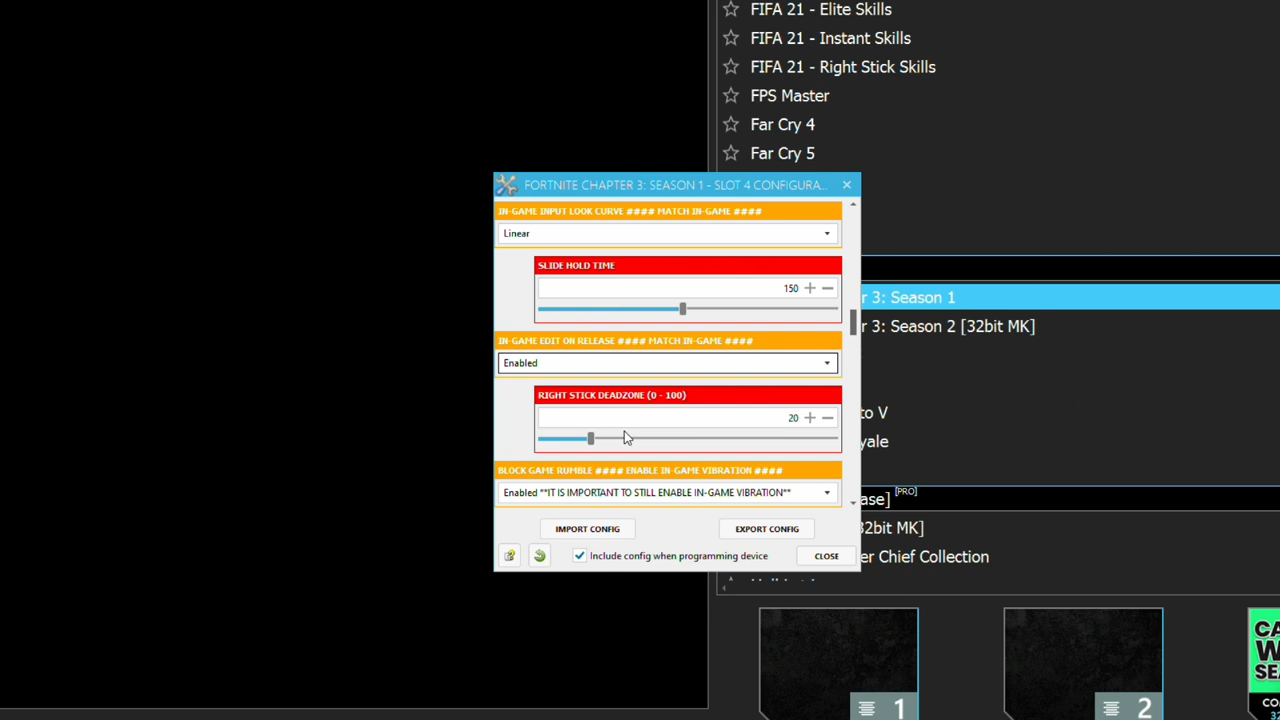 FIFA 21 - Elite Skills
FIFA 21 - Instant Skills
FIFA 21 - Right Stick Skills
FPS Master
Far Cry 4
Far Cry 5
FORTNITE CHAPTER 3: SEASON 1 - SLOT 4 CONFIGURA...
IN-GAME INPUT LOOK CURVE #### MATCH IN-GAME ####
Linear
SLIDE HOLD TIME
150
r 3: Season 1
r 3: Season 2 [32bit MK]
IN-GAME EDIT ON RELEASE #### MATCH IN-GAME ####
Enabled
RIGHT STICK DEADZONE (0 - 100)
20
to V
yale
BLOCK GAME RUMBLE #### ENABLE IN-GAME VIBRATION ####
Enabled **IT IS IMPORTANT TO STILL ENABLE IN-GAME VIBRATION**
ase] [PRO]
IMPORT CONFIG
EXPORT CONFIG
32bit MK]
Include config when programming device
CLOSE
er Chief Collection
1
2